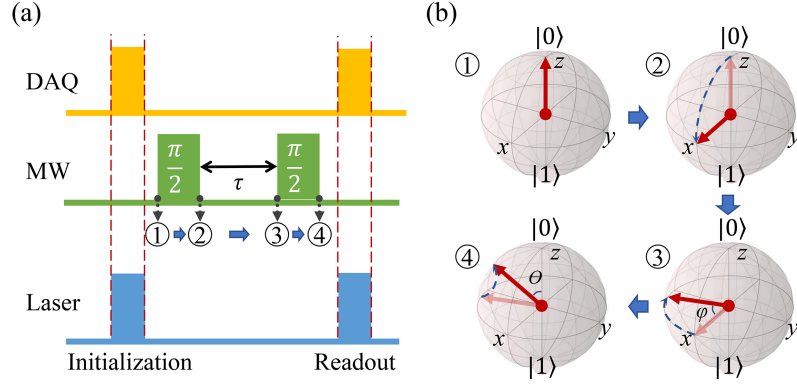 (a)
DAQ
MW
π/2
τ
π/2
① ② ③ ④
Laser
Initialization
Readout
(b)
①
|0⟩
z
x
y
|1⟩
②
|0⟩
z
x
y
|1⟩
④
|0⟩
z
Θ
x
y
|1⟩
③
|0⟩
z
φ
x
y
|1⟩